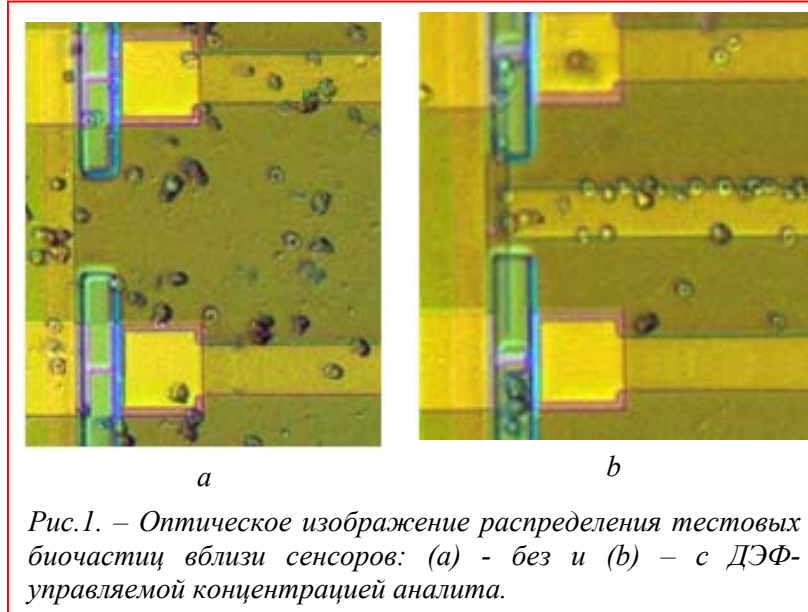 a
b
Рис.1. – Оптическое изображение распределения тестовых
биочастиц вблизи сенсоров: (a) - без и (b) – с ДЭФ-
управляемой концентрацией аналита.